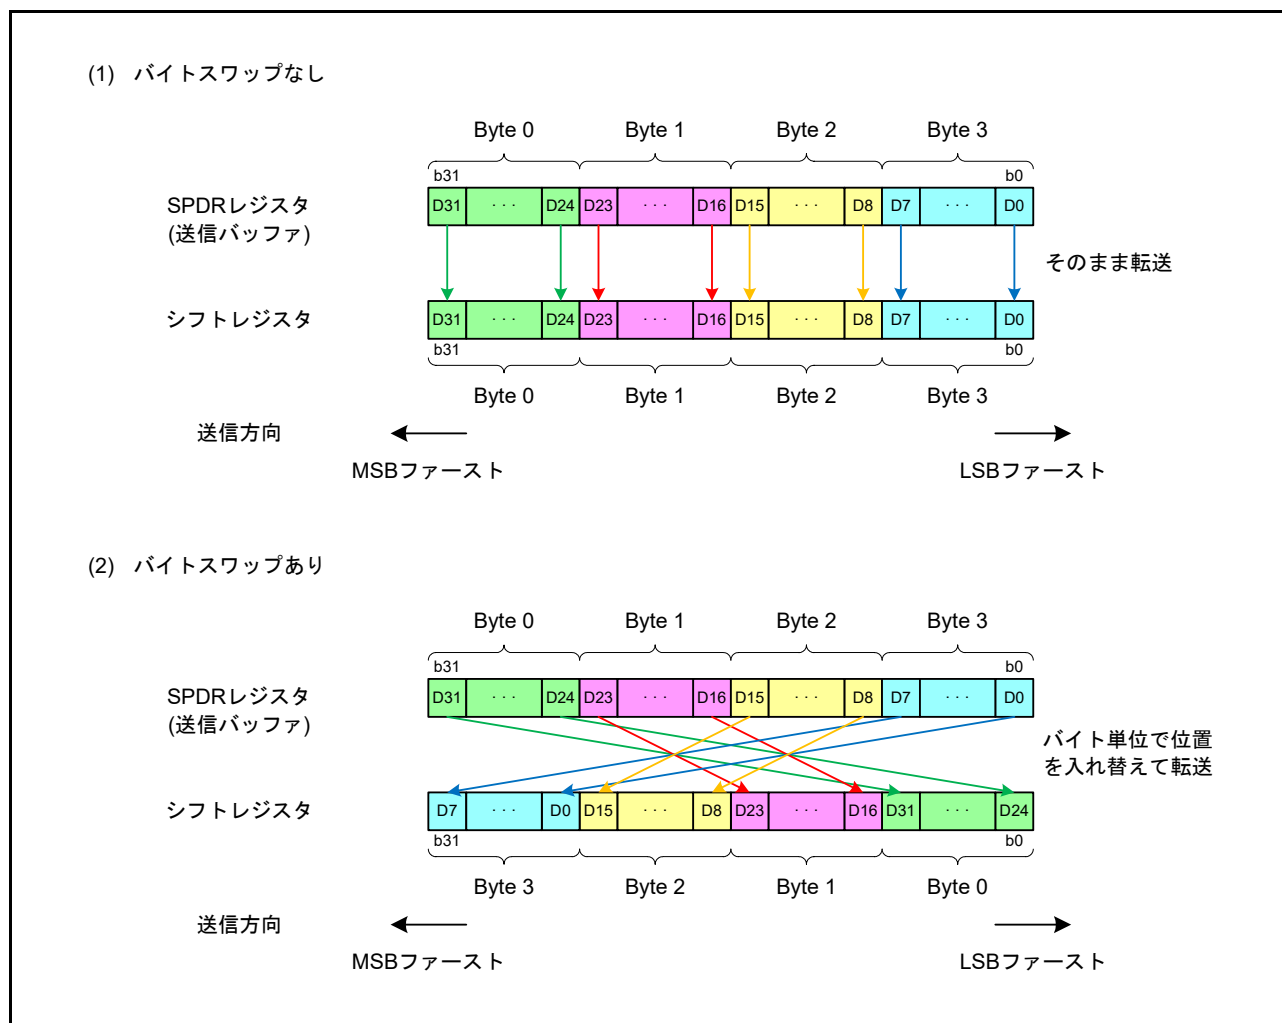 (1) バイトスワップなし
Byte 0 Byte 1 Byte 2 Byte 3
b31 b0
SPDRレジスタ
(送信バッファ)
D31 ··· D24 D23 ··· D16 D15 ··· D8 D7 ··· D0
そのまま転送
シフトレジスタ
D31 ··· D24 D23 ··· D16 D15 ··· D8 D7 ··· D0
b31 b0
Byte 0 Byte 1 Byte 2 Byte 3
送信方向
MSBファースト LSBファースト
(2) バイトスワップあり
Byte 0 Byte 1 Byte 2 Byte 3
b31 b0
SPDRレジスタ
(送信バッファ)
D31 ··· D24 D23 ··· D16 D15 ··· D8 D7 ··· D0
バイト単位で位置
を入れ替えて転送
シフトレジスタ
D7 ··· D0 D15 ··· D8 D23 ··· D16 D31 ··· D24
b31 b0
Byte 3 Byte 2 Byte 1 Byte 0
送信方向
MSBファースト LSBファースト